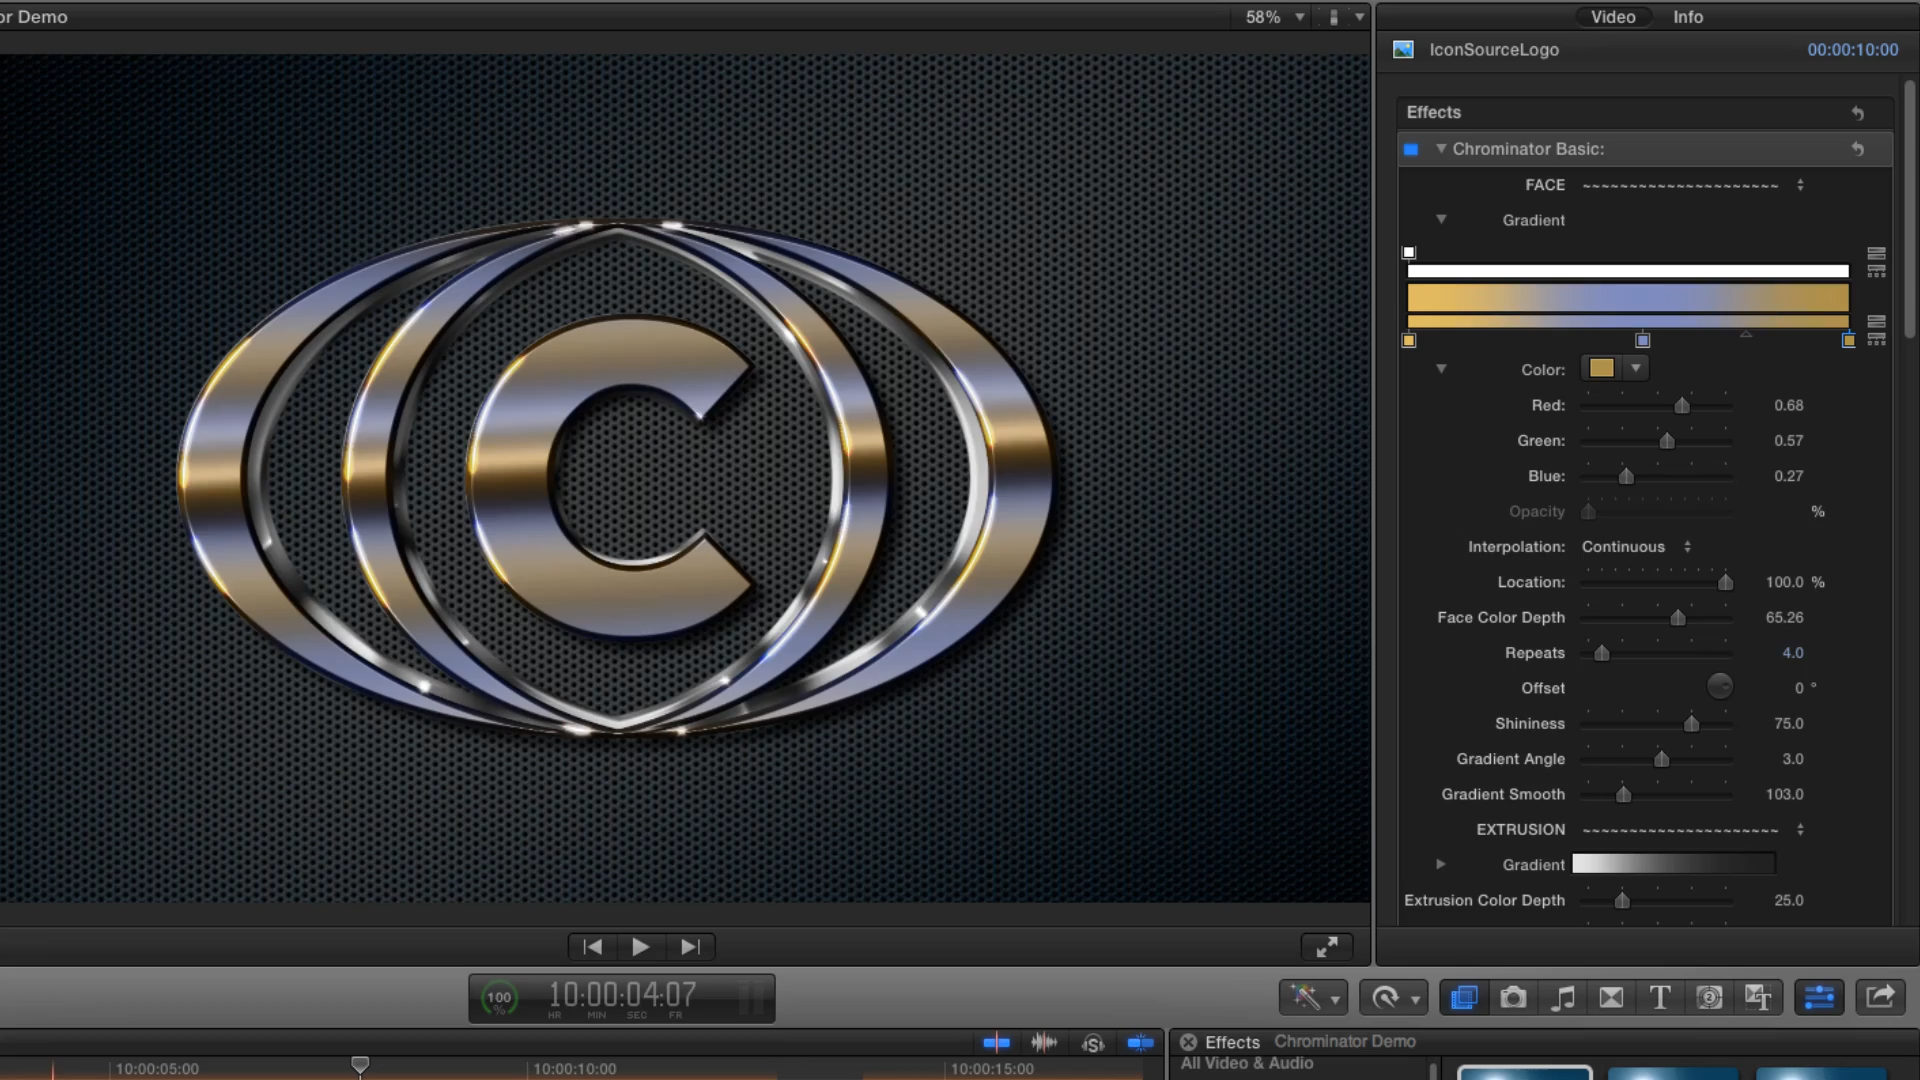 or Demo
58%
Video Info
IconSourceLogo 00:00:10:00
Effects
Chrominator Basic:
FACE ~~~~~~~~~~~~~~~~~~~~~
Gradient
Color:
Red: 0.68
Green: 0.57
Blue: 0.27
Opacity %
Interpolation: Continuous
Location: 100.0 %
Face Color Depth 65.26
Repeats 4.0
Offset 0 °
Shininess 75.0
Gradient Angle 3.0
Gradient Smooth 103.0
EXTRUSION ~~~~~~~~~~~~~~~~~~~~~
Gradient
Extrusion Color Depth 25.0
C
100 %
10:00:04:07
HR MIN SEC FR
Effects Chrominator Demo
All Video & Audio
10:00:05:00 10:00:10:00 10:00:15:00